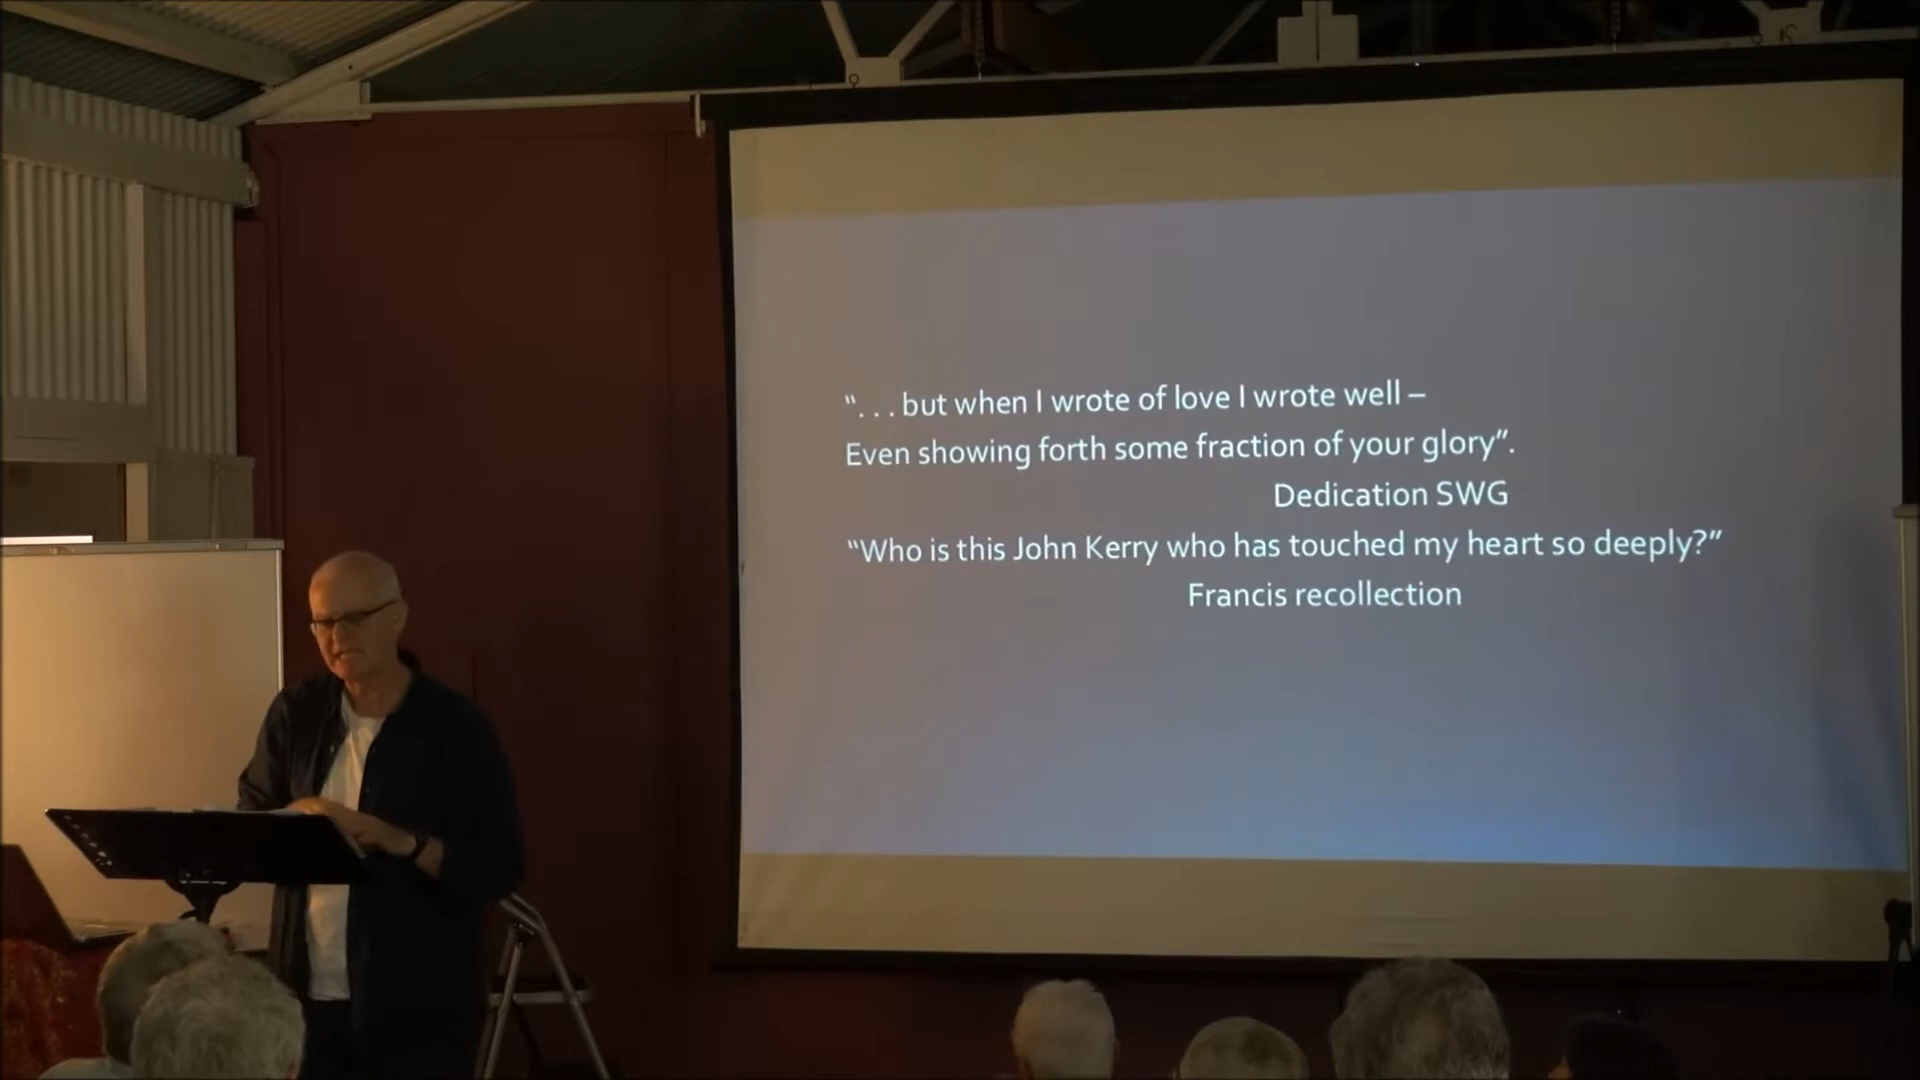 “. . . but when I wrote of love I wrote well –
Even showing forth some fraction of your glory”.
Dedication SWG
“Who is this John Kerry who has touched my heart so deeply?”
Francis recollection